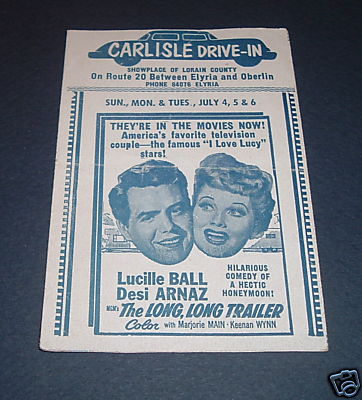 CARLISLE DRIVE-IN
SHOWPLACE OF LORAIN COUNTY
On Route 20 Between Elyria and Oberlin
PHONE 84076 ELYRIA
SUN., MON. & TUES., JULY 4, 5 & 6
THEY'RE IN THE MOVIES NOW!
America's favorite television
couple—the famous "I Love Lucy"
stars!
Lucille BALL
Desi ARNAZ
HILARIOUS
COMEDY OF
A HECTIC
HONEYMOON!
MGM's The LONG, LONG TRAILER
Color with Marjorie MAIN · Keenan WYNN